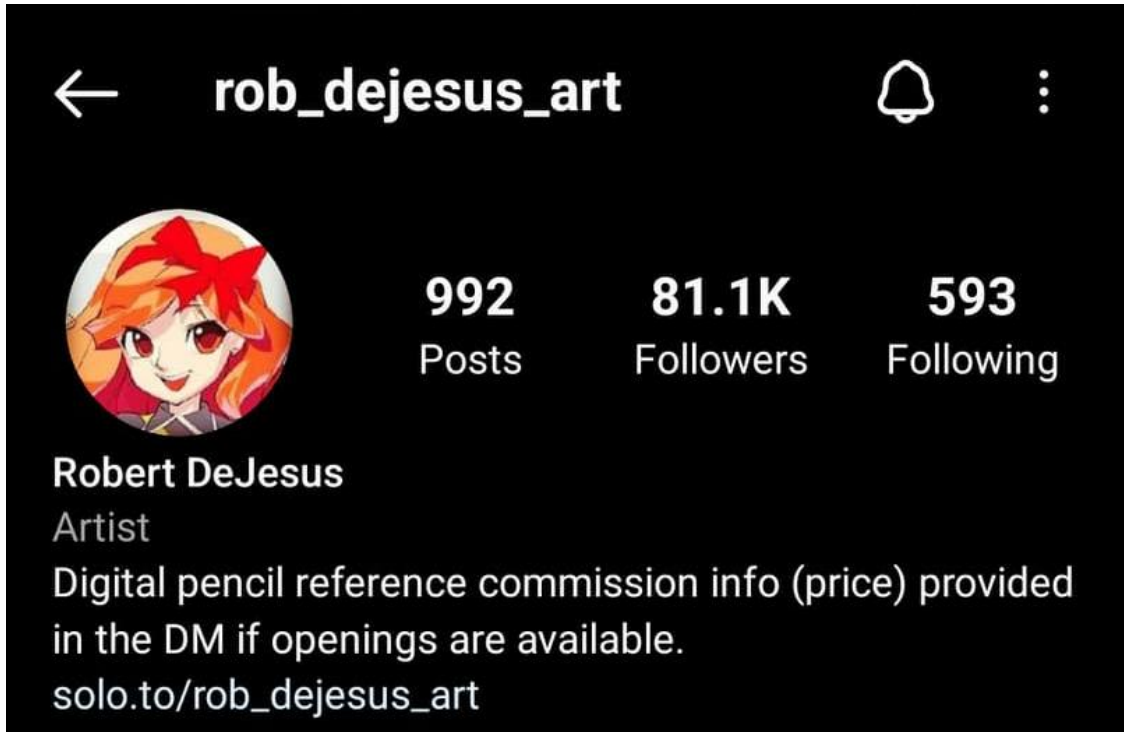 rob_dejesus_art
992 81.1K 593
Posts Followers Following
Robert DeJesus
Artist
Digital pencil reference commission info (price) provided
in the DM if openings are available.
solo.to/rob_dejesus_art